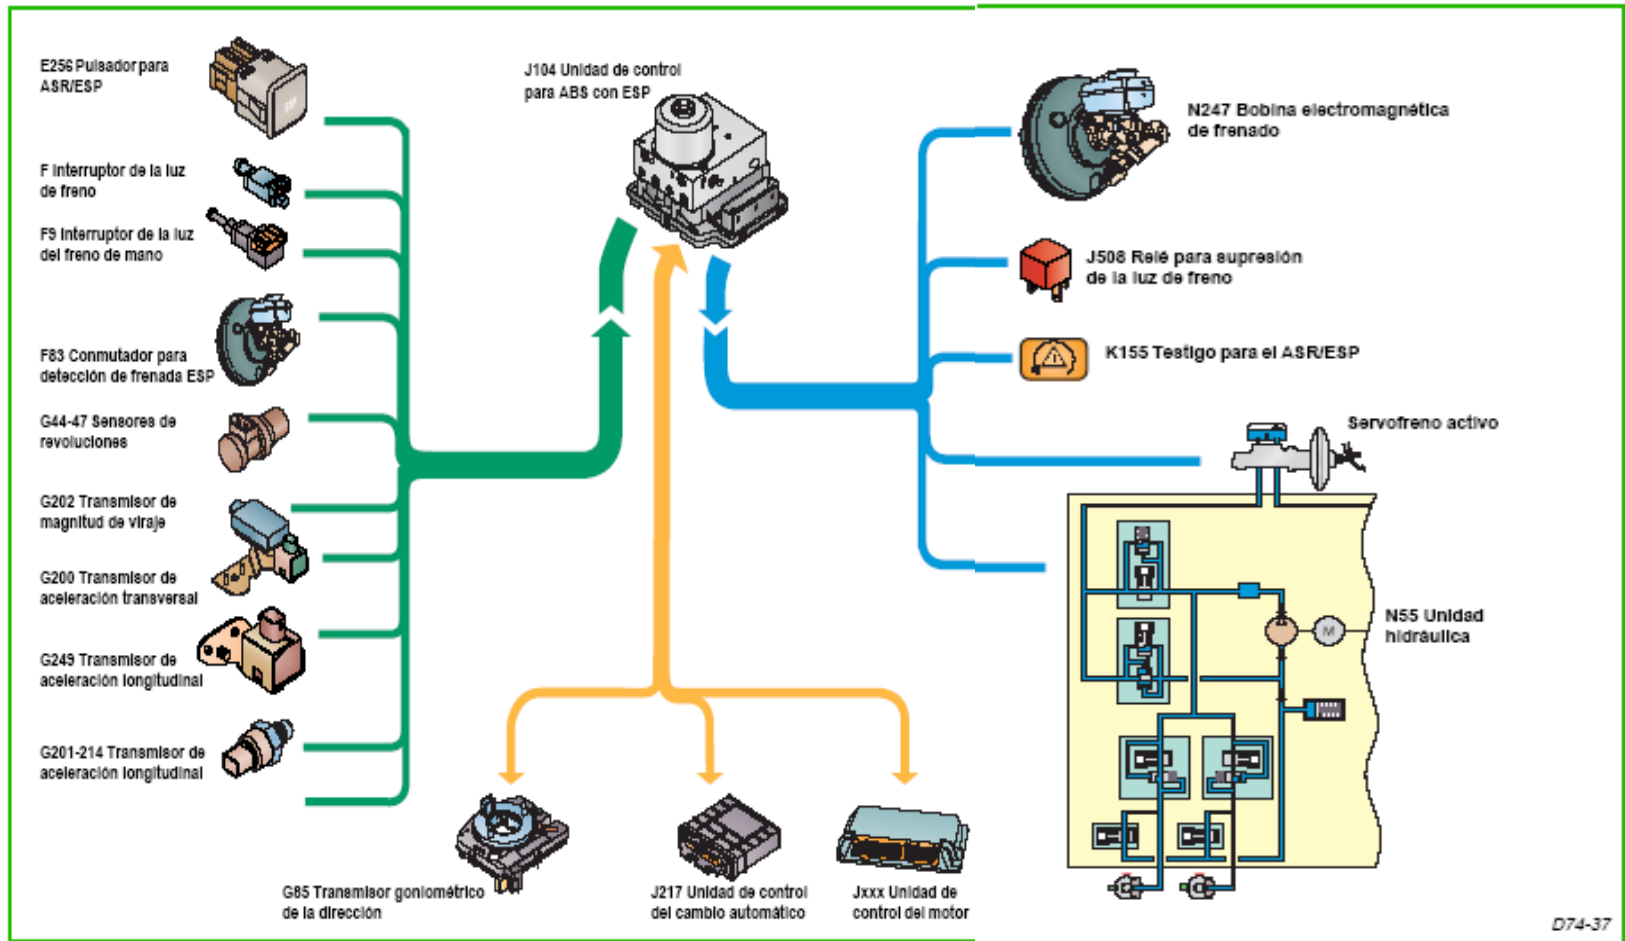 E256 Pulsador para
ASR/ESP
F Interruptor de la luz
de freno
F9 Interruptor de la luz
del freno de mano
F83 Conmutador para
detección de frenada ESP
G44-47 Sensores de
revoluciones
G202 Transmisor de
magnitud de viraje
G200 Transmisor de
aceleración transversal
G249 Transmisor de
aceleración longitudinal
G201-214 Transmisor de
aceleración longitudinal
ESP
J104 Unidad de control
para ABS con ESP
G85 Transmisor goniométrico
de la dirección
J217 Unidad de control
del cambio automático
Jxxx Unidad de
control del motor
N247 Bobina electromagnética
de frenado
J508 Relé para supresión
de la luz de freno
K155 Testigo para el ASR/ESP
Servofreno activo
N55 Unidad
hidráulica
M
D74-37